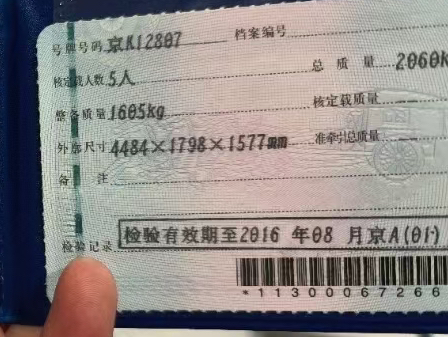 号牌号码 京K12807 档案编号
核定载人数 5人 总质量 2060k
整备质量 1605kg 核定载质量
外廓尺寸 4484×1798×1577mm 准牵引总质量
备注
检验记录 检验有效期至2016 年08 月京A(01)
*11300067266